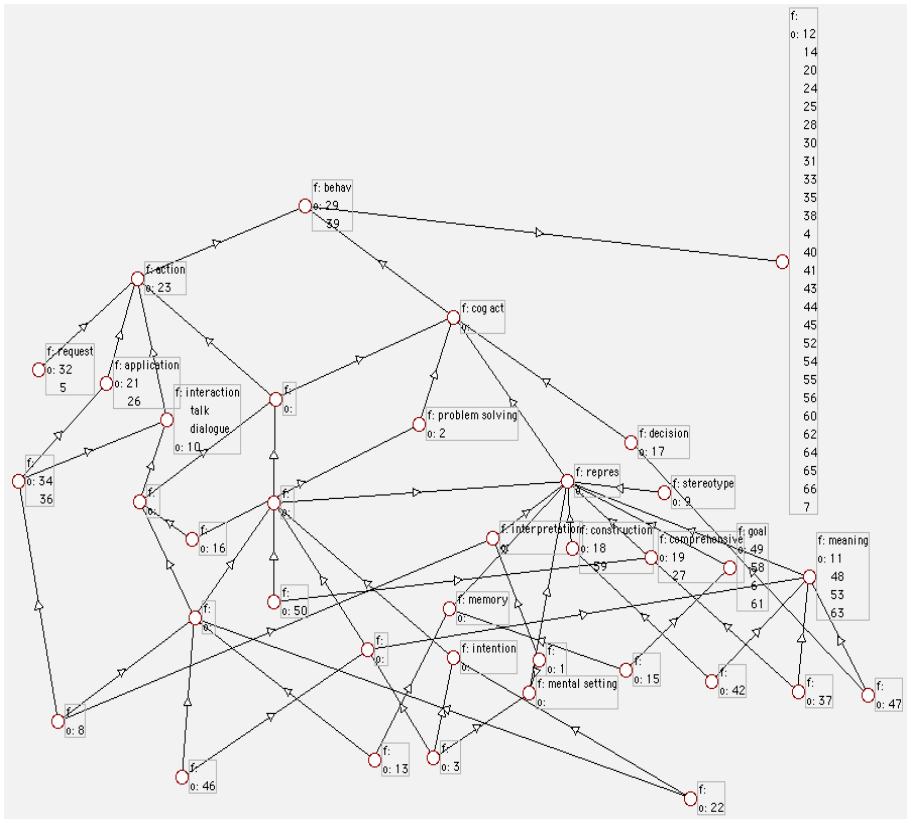 f:
o: 12
14
20
24
25
28
30
31
33
35
38
4
40
41
43
44
45
52
54
55
56
60
62
64
65
66
7
f: behav
o: 29
39
f: action
o: 23
f: cog act
f: request
o: 32
5
f: application
o: 21
26
f: interaction
talk
dialogue
o: 10
f:
o:
f: problem solving
o: 2
f: decision
o: 17
f:
o: 34
36
f:
o:
f:
o:
f: repres
f: stereotype
o: 9
f:
o: 16
f: interpretation
f: construction
o: 18
59
f: comprehensive
o: 19
27
f: goal
o: 49
58
6
61
f: meaning
o: 11
48
53
63
f:
o: 50
f: memory
o:
f:
o:
f:
o:
f: intention
o:
f:
o: 1
f: mental setting
o:
f:
o: 15
f:
o: 42
f:
o: 37
f:
o: 47
f:
o: 8
f:
o: 46
f:
o: 13
f:
o: 3
f:
o: 22